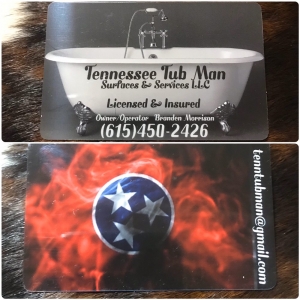 Tennessee Tub Man
Surfaces & Services LLC
Licensed & Insured
Owner/Operator Branden Morrison
(615)450-2426
tenntubman@gmail.com